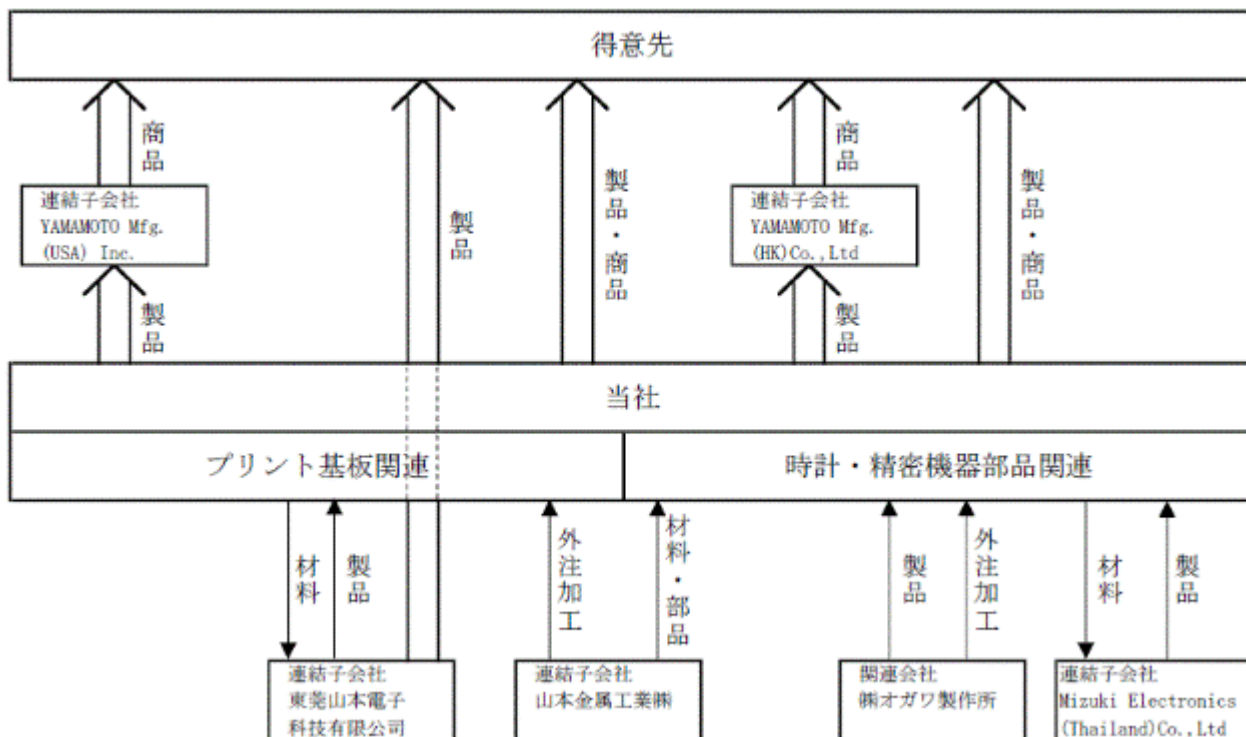 得意先
商品
製品
製品・商品
商品
製品・商品
連結子会社
YAMAMOTO Mfg.
(USA) Inc.
連結子会社
YAMAMOTO Mfg.
(HK)Co.,Ltd
製品
製品
当社
プリント基板関連
時計・精密機器部品関連
材料
製品
外注加工
材料・部品
製品
外注加工
材料
製品
連結子会社
東莞山本電子
科技有限公司
連結子会社
山本金属工業㈱
関連会社
㈱オガワ製作所
連結子会社
Mizuki Electronics
(Thailand)Co.,Ltd